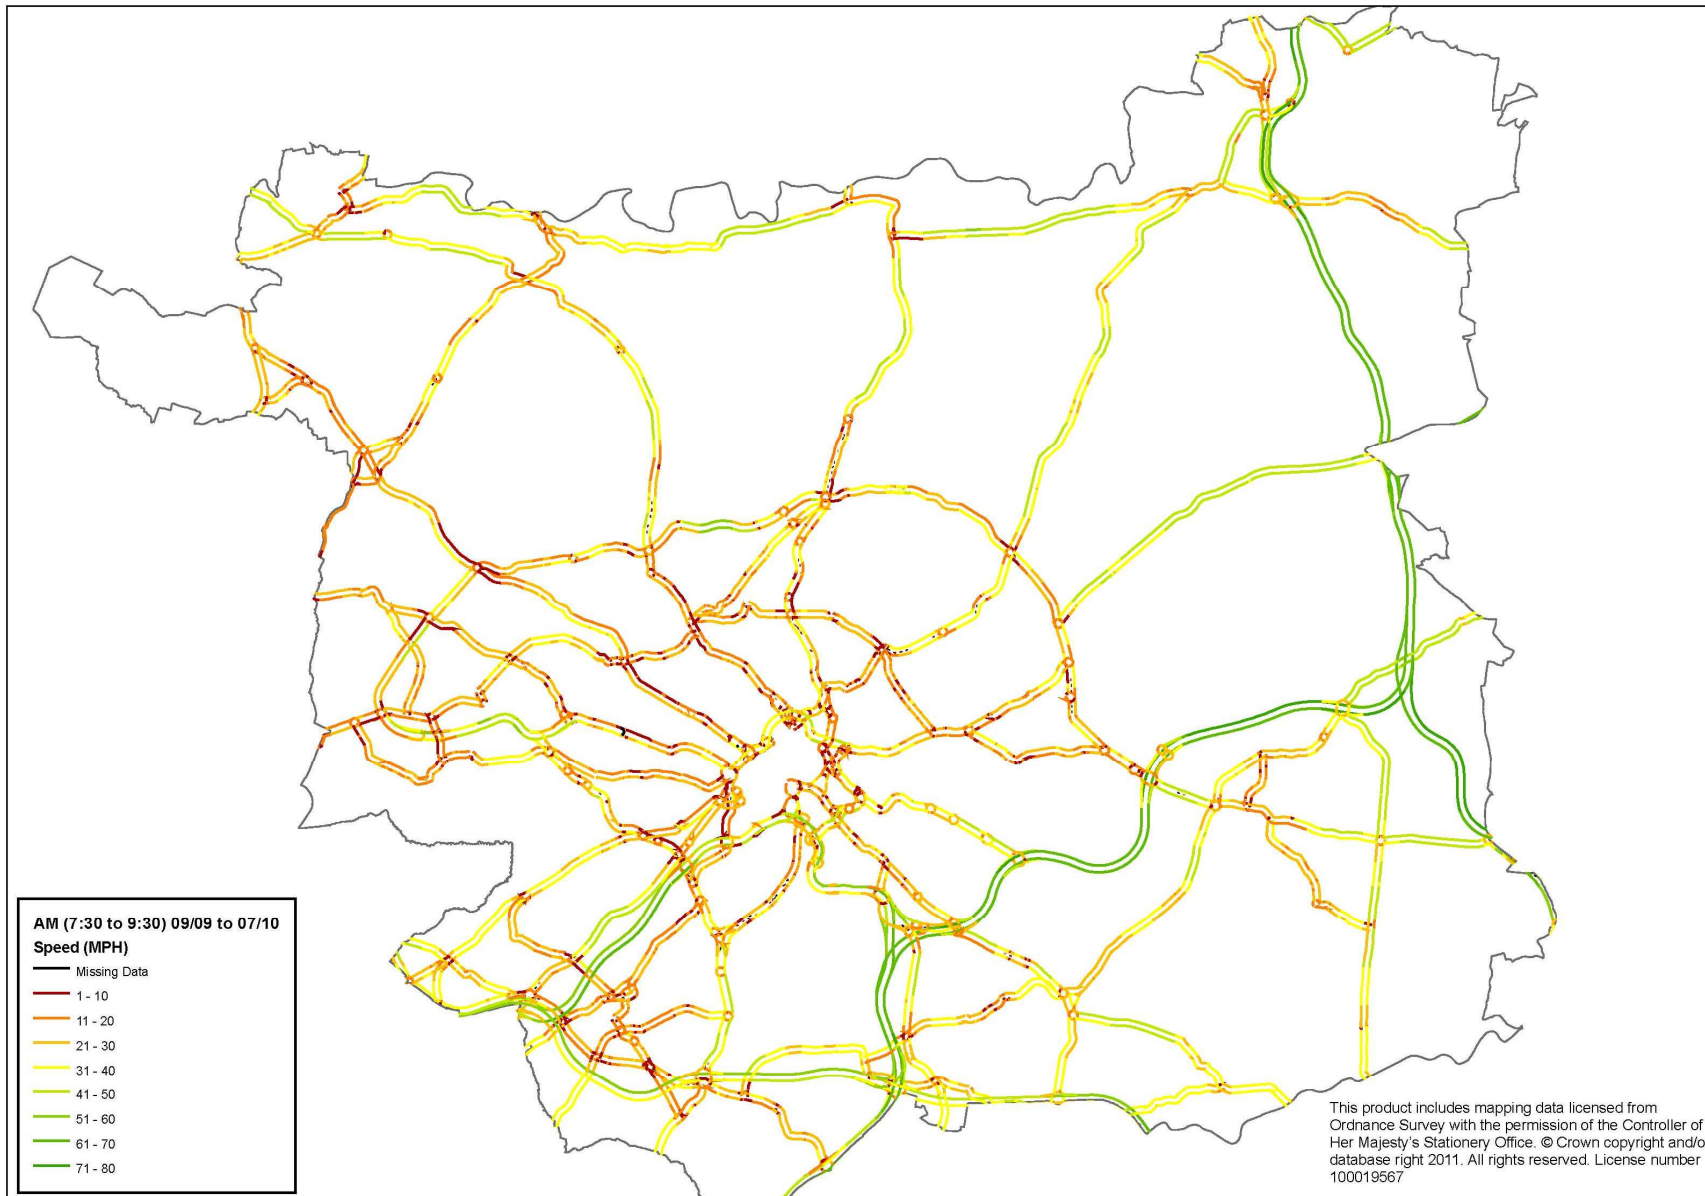 AM (7:30 to 9:30) 09/09 to 07/10
Speed (MPH)
Missing Data
1 - 10
11 - 20
21 - 30
31 - 40
41 - 50
51 - 60
61 - 70
71 - 80
This product includes mapping data licensed from
Ordnance Survey with the permission of the Controller of
Her Majesty's Stationery Office. © Crown copyright and/o
database right 2011. All rights reserved. License number
100019567